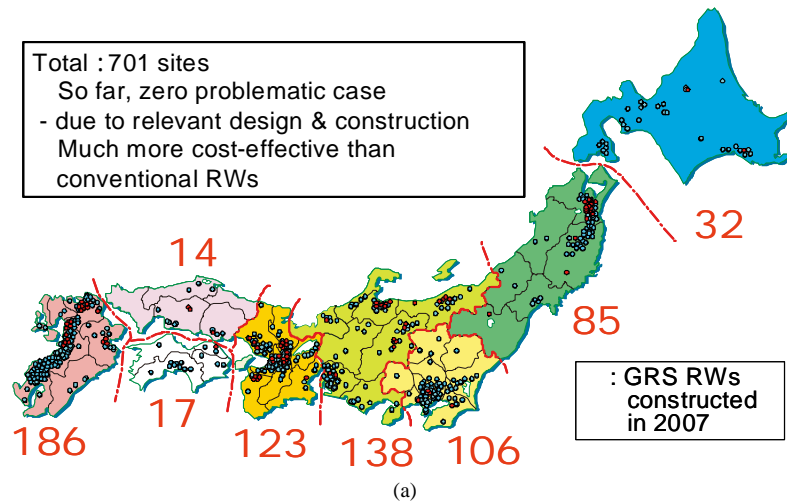 Total : 701 sites
So far, zero problematic case
- due to relevant design & construction
Much more cost-effective than
conventional RWs
32
14
85
: GRS RWs
constructed
in 2007
17
186
123
138
106
(a)